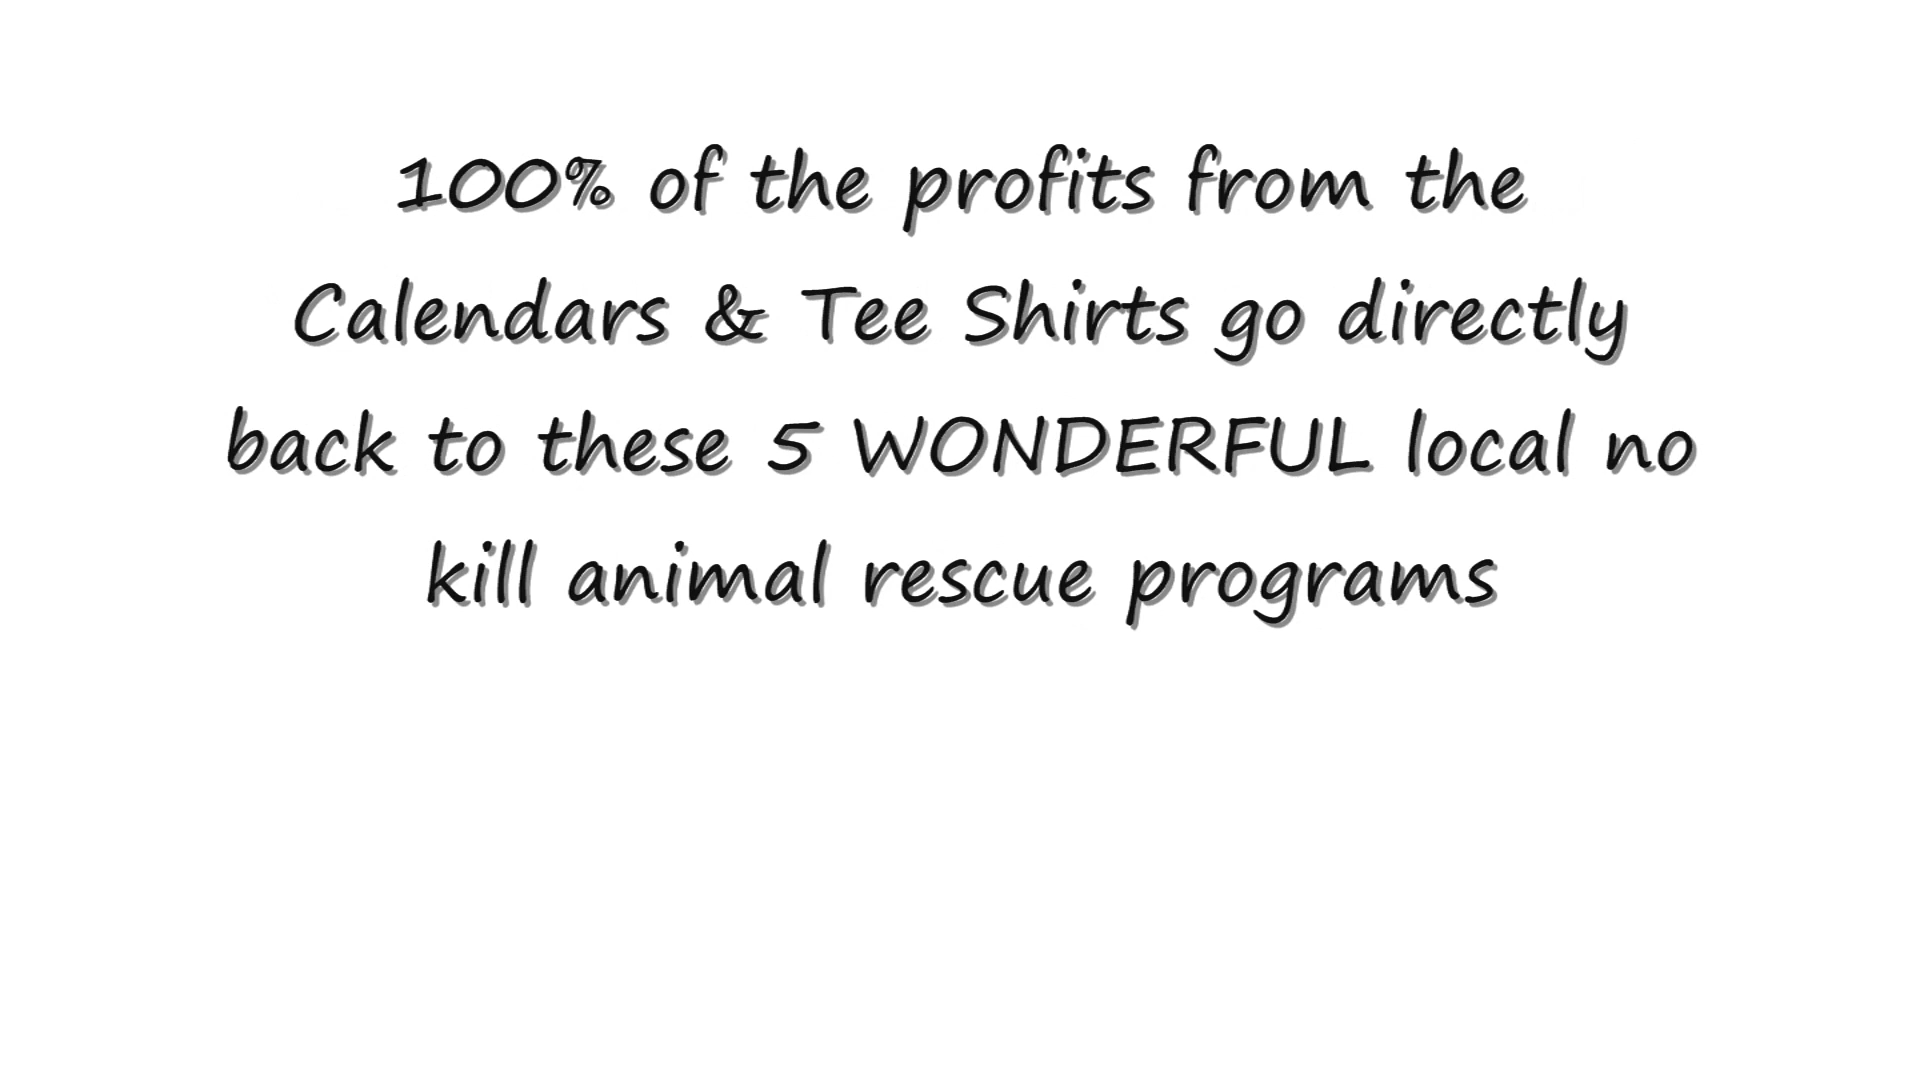 100% of the profits from the
Calendars & Tee Shirts go directly
back to these 5 WONDERFUL local no
kill animal rescue programs